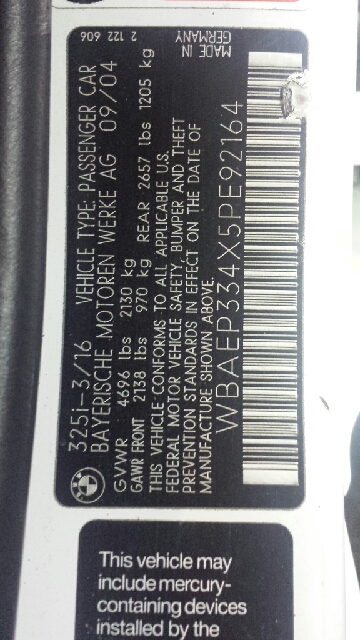 325i-3/16 VEHICLE TYPE: PASSENGER CAR
BAYERISCHE MOTOREN WERKE AG 09/04
GVWR 4696 lbs 2130 kg
GAWR FRONT 2138 lbs 970 kg REAR 2657 lbs 1205 kg
THIS VEHICLE CONFORMS TO ALL APPLICABLE U.S.
FEDERAL MOTOR VEHICLE SAFETY, BUMPER AND THEFT
PREVENTION STANDARDS IN EFFECT ON THE DATE OF
MANUFACTURE SHOWN ABOVE.
WBAEP334X5PE92164
2 122 606
MADE IN
GERMANY
BMW
This vehicle may
include mercury-
containing devices
installed by the